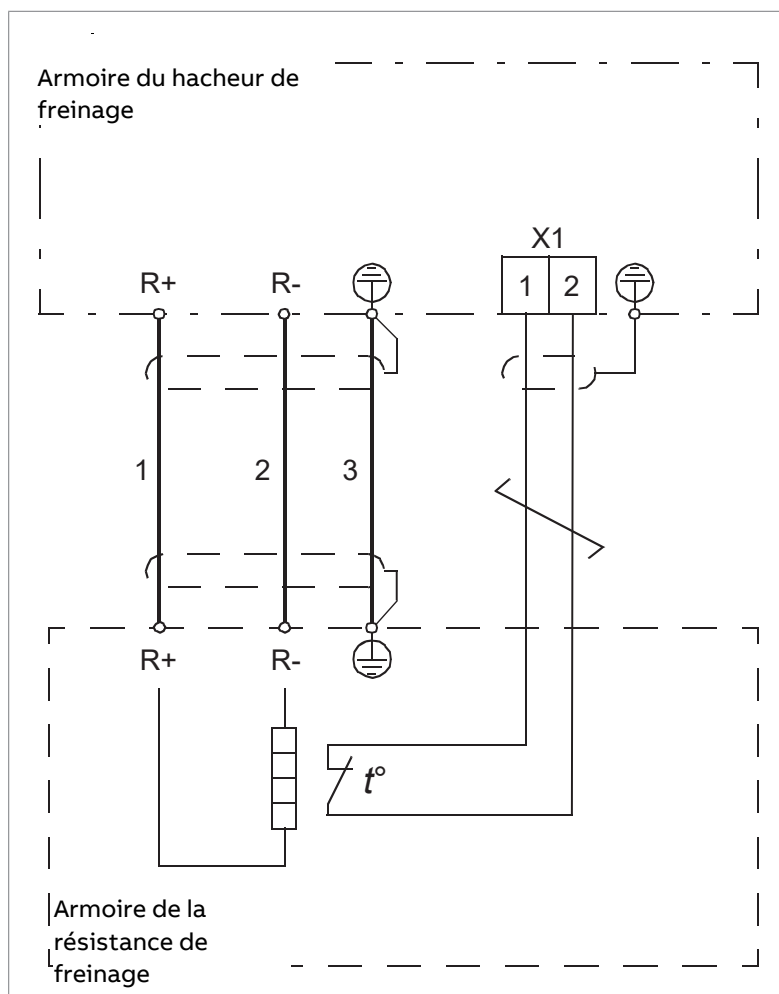 Armoire du hacheur de
freinage
X1
R+
R-
1
2
1
2
3
R+
R-
t°
Armoire de la
résistance de
freinage